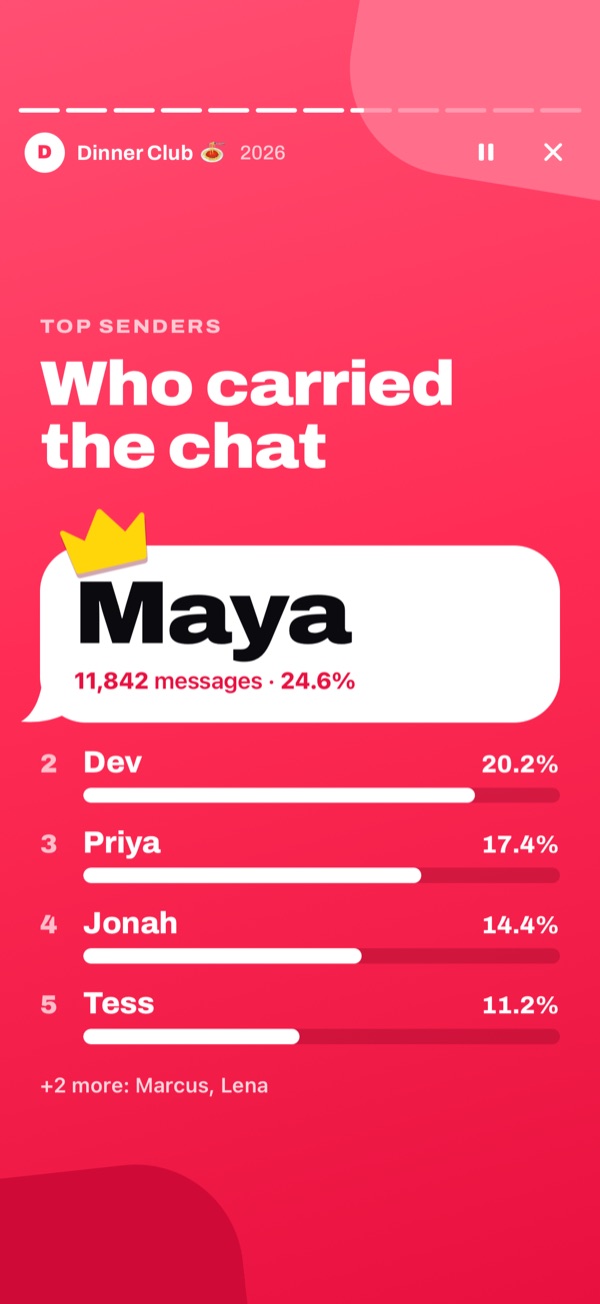 D Dinner Club 🍝 2026
TOP SENDERS
Who carried
the chat
Maya
11,842 messages · 24.6%
2 Dev 20.2%
3 Priya 17.4%
4 Jonah 14.4%
5 Tess 11.2%
+2 more: Marcus, Lena